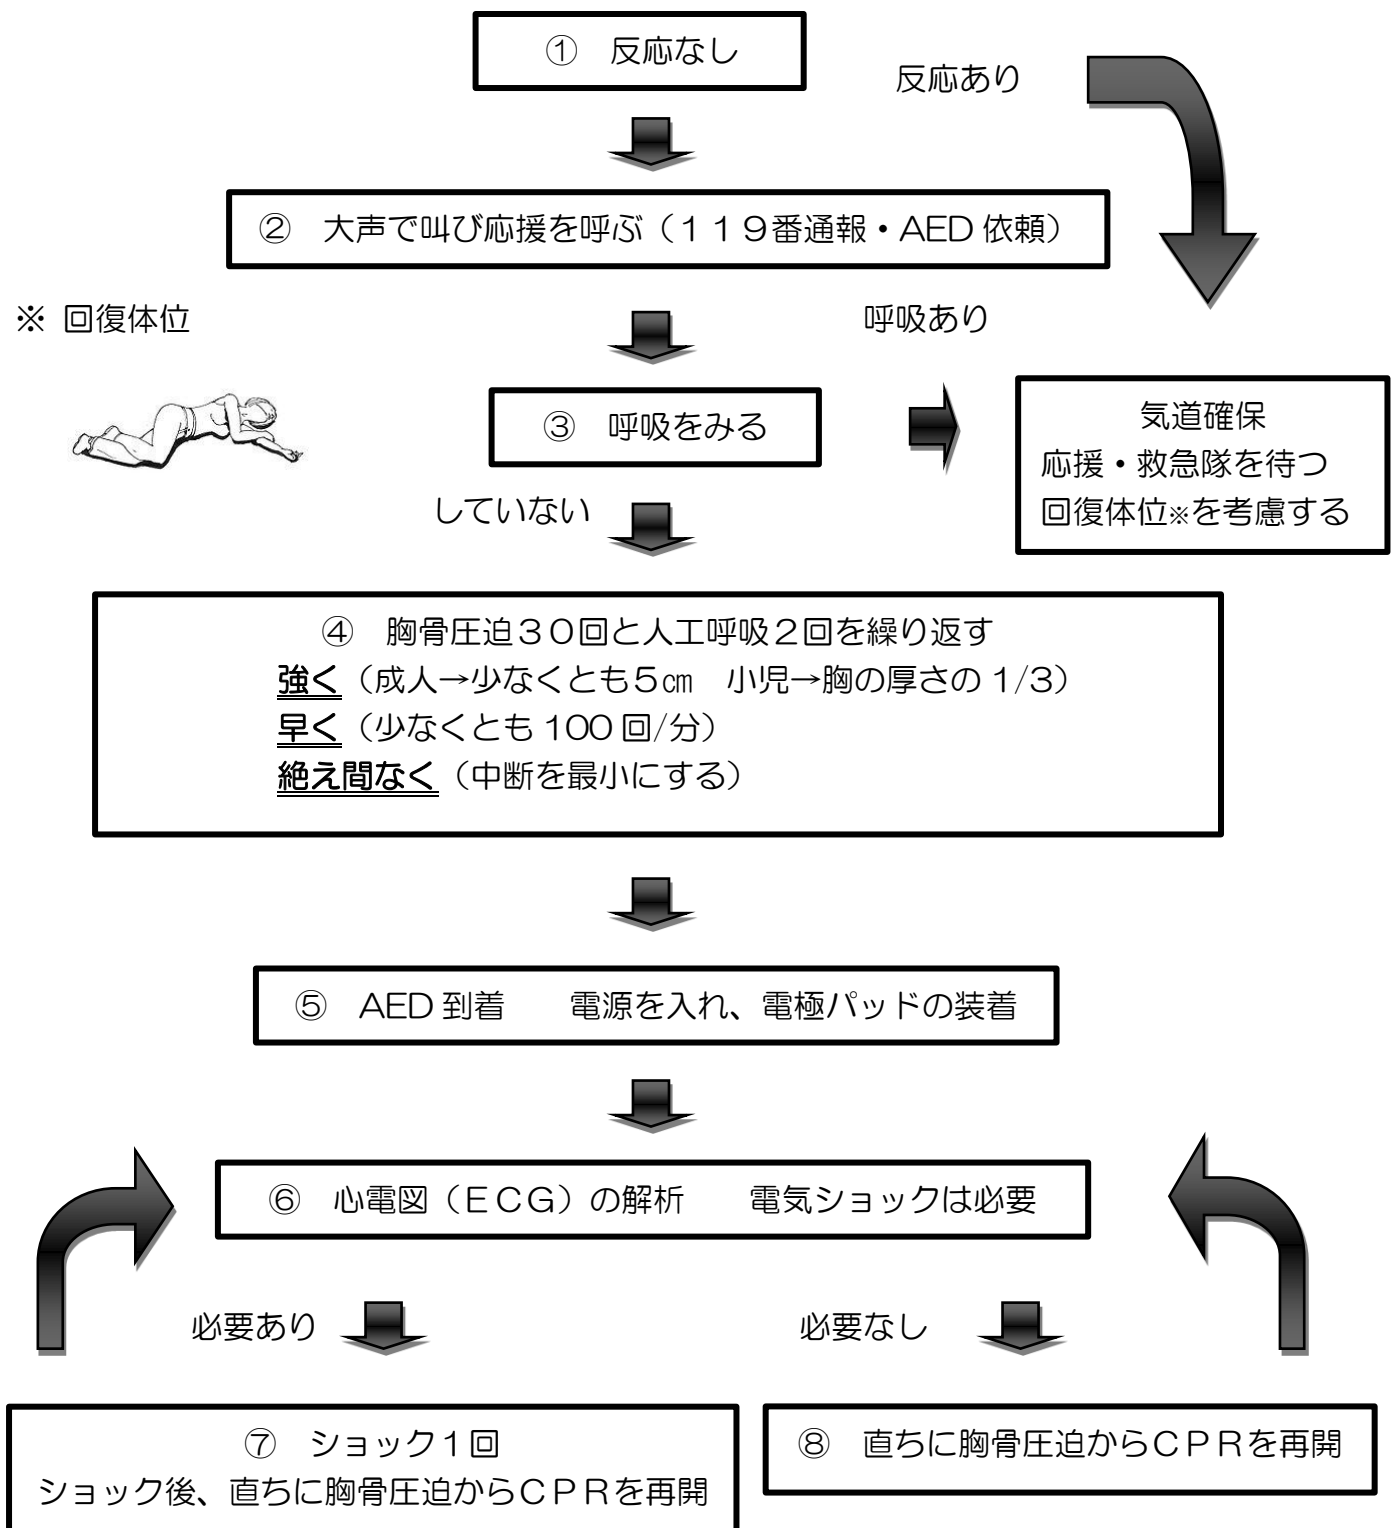 ① 反応なし
反応あり
② 大声で叫び応援を呼ぶ（１１９番通報・AED 依頼）
※ 回復体位
呼吸あり
③ 呼吸をみる
気道確保
応援・救急隊を待つ
回復体位※を考慮する
していない
④ 胸骨圧迫３０回と人工呼吸２回を繰り返す
強く（成人→少なくとも５㎝　小児→胸の厚さの 1/3）
早く（少なくとも 100 回/分）
絶え間なく（中断を最小にする）
⑤ AED 到着　　電源を入れ、電極パッドの装着
⑥ 心電図（ＥＣＧ）の解析　　電気ショックは必要
必要あり
必要なし
⑦ ショック１回
ショック後、直ちに胸骨圧迫からＣＰＲを再開
⑧ 直ちに胸骨圧迫からＣＰＲを再開